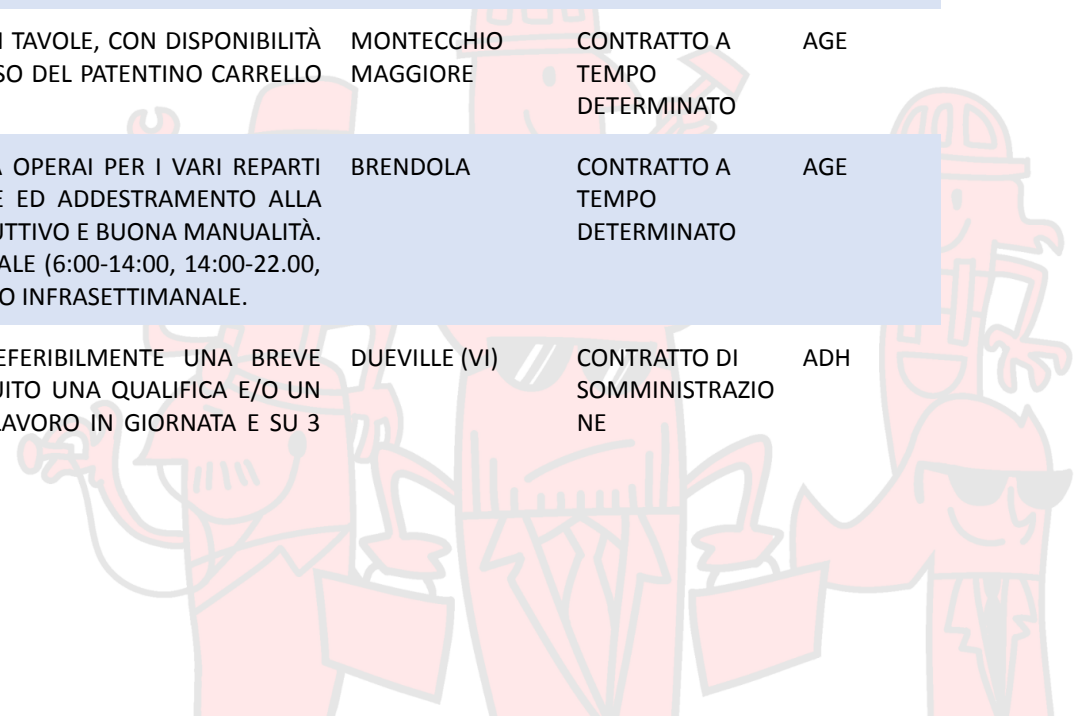 I TAVOLE, CON DISPONIBILITÀ MONTECCHIO CONTRATTO A AGE
SO DEL PATENTINO CARRELLO MAGGIORE TEMPO
DETERMINATO
A OPERAI PER I VARI REPARTI BRENDOLA CONTRATTO A AGE
E ED ADDESTRAMENTO ALLA TEMPO
UTTIVO E BUONA MANUALITÀ. DETERMINATO
ALE (6:00-14:00, 14:00-22.00,
O INFRASETTIMANALE.
EFERIBILMENTE UNA BREVE DUEVILLE (VI) CONTRATTO DI ADH
UITO UNA QUALIFICA E/O UN SOMMINISTRAZIO
LAVORO IN GIORNATA E SU 3 NE